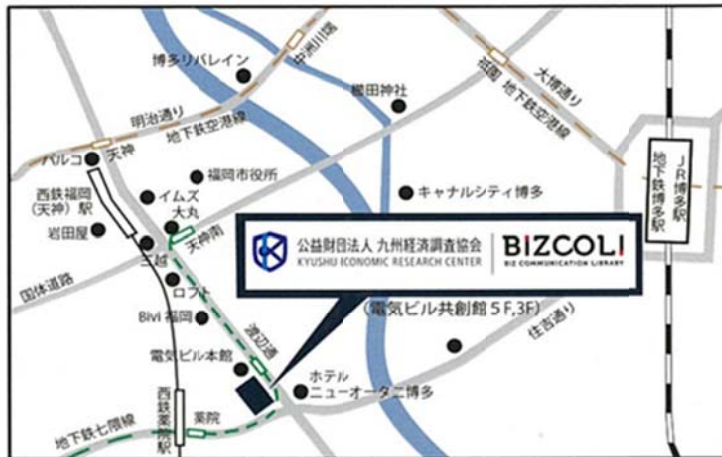 博多リバレイン
中洲川端
櫛田神社
祇園
地下鉄空港線
大博通り
明治通り
地下鉄空港線
天神
パルコ
西鉄福岡
(天神)駅
福岡市役所
イムズ
大丸
天神南
岩田屋
三越
国体道路
ロフト
Bivi 福岡
キャナルシティ博多
JR博多駅
地下鉄博多駅
公益財団法人 九州経済調査協会
KYUSHU ICONOMIC RESEARCH CENTER
BIZCOLI
BIZ COMMUNICATION LIBRARY
(電気ビル共創館5F,3F)
住吉通り
渡辺通
電気ビル本館
ホテル
ニューオータニ博多
薬院
西鉄薬院駅
地下鉄七隈線